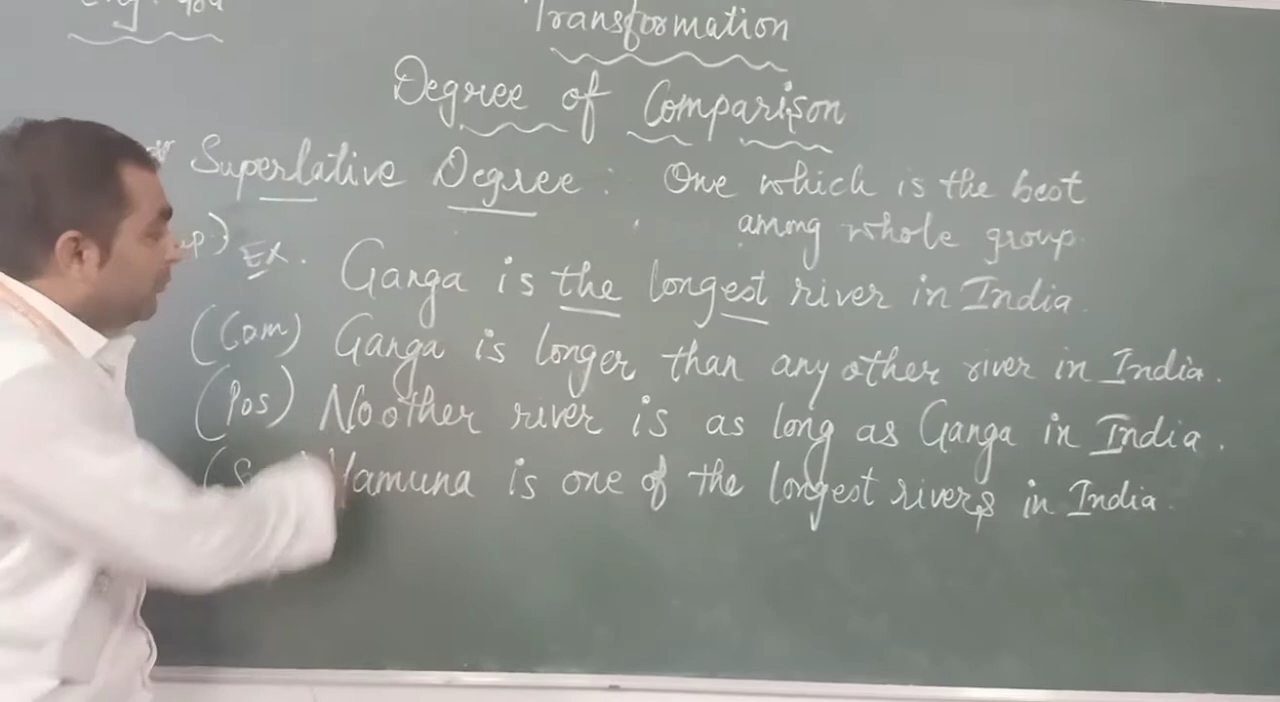 Transformation
Degree of Comparison
Superlative Degree : One which is the best
among whole group.
Ex. Ganga is the longest river in India.
(Com) Ganga is longer than any other river in India.
(Pos) No other river is as long as Ganga in India.
Yamuna is one of the longest rivers in India.